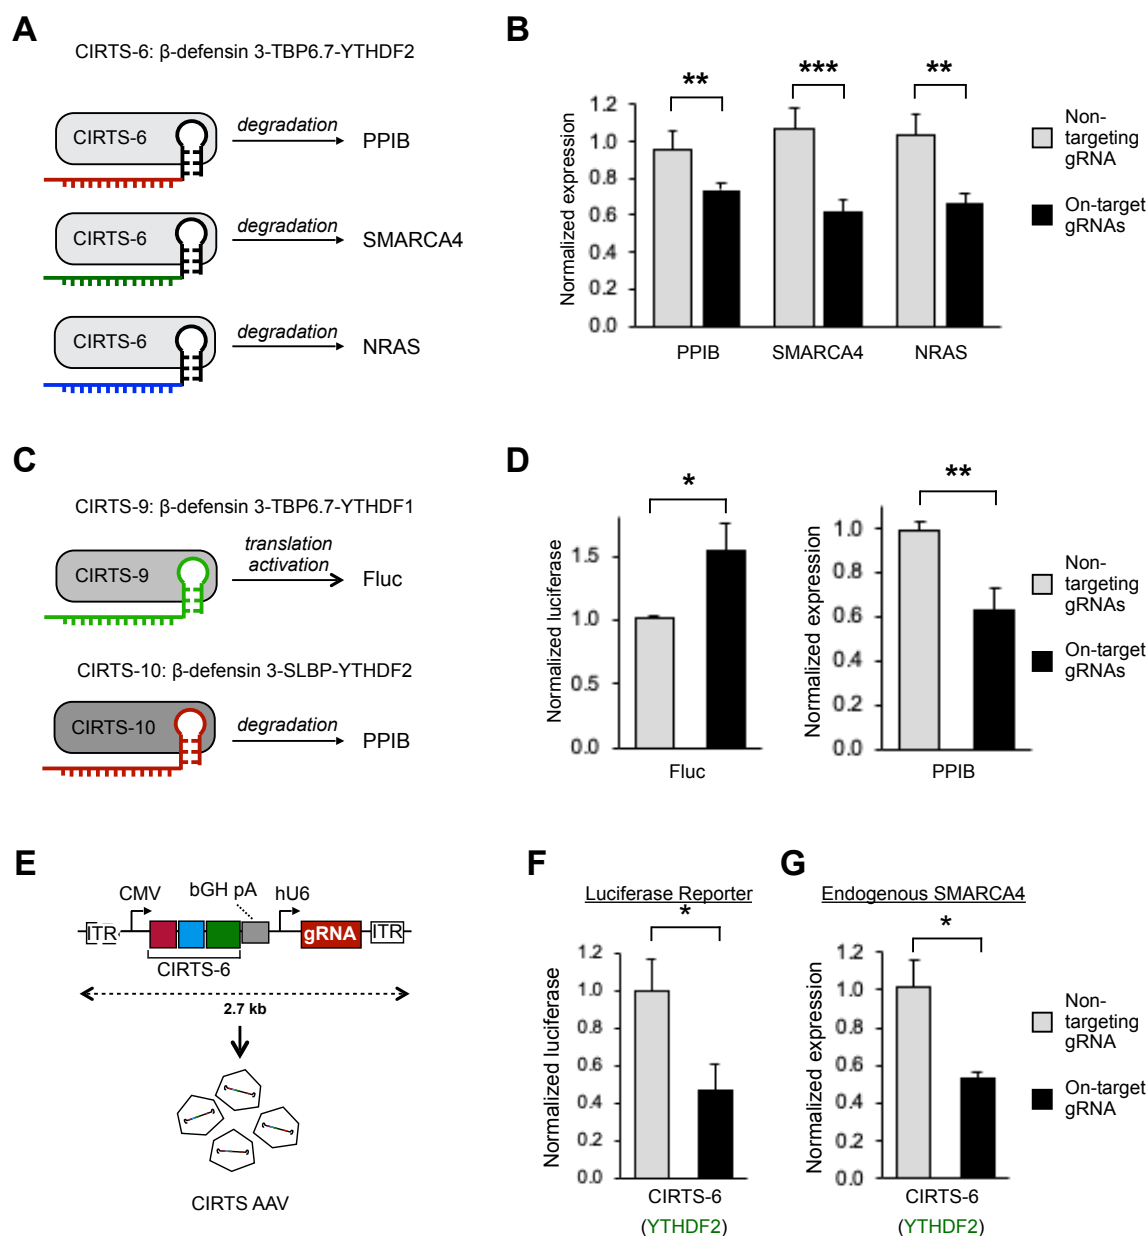 A
CIRTS-6: β-defensin 3-TBP6.7-YTHDF2
CIRTS-6
degradation
PPIB
CIRTS-6
degradation
SMARCA4
CIRTS-6
degradation
NRAS
B
** *** **
Normalized expression
1.2
1.0
0.8
0.6
0.4
0.2
0.0
PPIB SMARCA4 NRAS
Non-
targeting
gRNA
On-target
gRNAs
C
CIRTS-9: β-defensin 3-TBP6.7-YTHDF1
CIRTS-9
translation
activation
Fluc
CIRTS-10: β-defensin 3-SLBP-YTHDF2
CIRTS-10
degradation
PPIB
D
*
Normalized luciferase
1.5
1.0
0.5
0.0
Fluc
**
Normalized expression
1.0
0.8
0.6
0.4
0.2
0.0
PPIB
Non-
targeting
gRNAs
On-target
gRNAs
E
CMV bGH pA hU6
ITR gRNA ITR
CIRTS-6
2.7 kb
CIRTS AAV
F
Luciferase Reporter
*
Normalized luciferase
1.2
1.0
0.8
0.6
0.4
0.2
0.0
CIRTS-6
(YTHDF2)
G
Endogenous SMARCA4
*
Normalized expression
1.2
1.0
0.8
0.6
0.4
0.2
0.0
CIRTS-6
(YTHDF2)
Non-
targeting
gRNA
On-target
gRNA